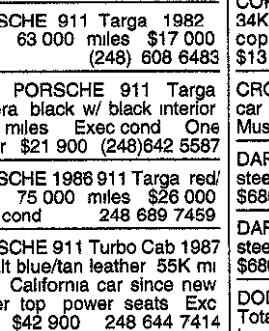 SCHE 911 Targa 1982
63 000 miles $17 000
(248) 608 6483
PORSCHE 911 Targa
era black w/ black interior
miles Exec cond One
r $21 900 (248)642 5587
SCHE 1986 911 Targa red/
75 000 miles $26 000
cond 248 689 7459
SCHE 911 Turbo Cab 1987
lt blue/tan leather 55K mi
California car since new
er top power seats Exc
$42 900 248 644 7414
34K
cop
$13
CRO
car
Mus
DAF
stee
$680
DAF
stee
$680
DOD
Tota